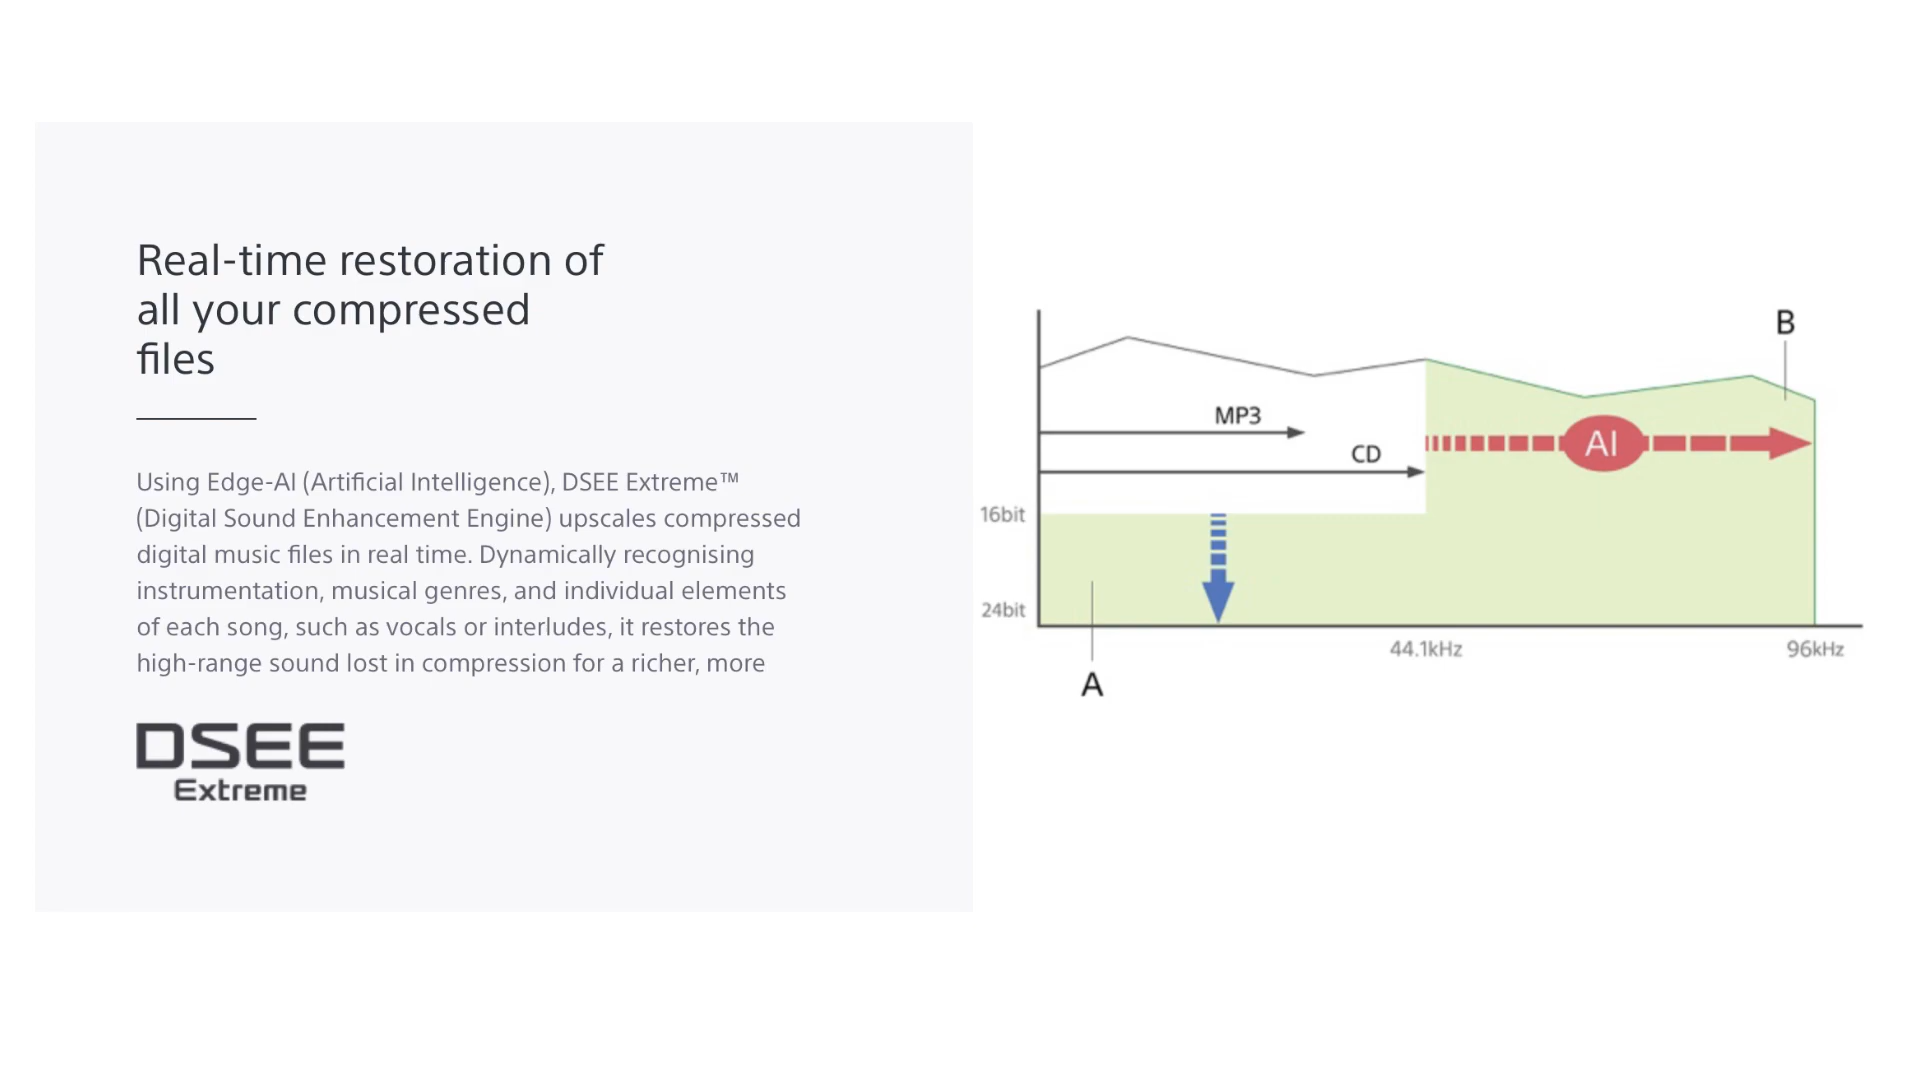 Real-time restoration of
all your compressed
files
Using Edge-AI (Artificial Intelligence), DSEE Extreme™
(Digital Sound Enhancement Engine) upscales compressed
digital music files in real time. Dynamically recognising
instrumentation, musical genres, and individual elements
of each song, such as vocals or interludes, it restores the
high-range sound lost in compression for a richer, more
DSEE
Extreme
B
MP3
AI
CD
16bit
24bit
44.1kHz
96kHz
A